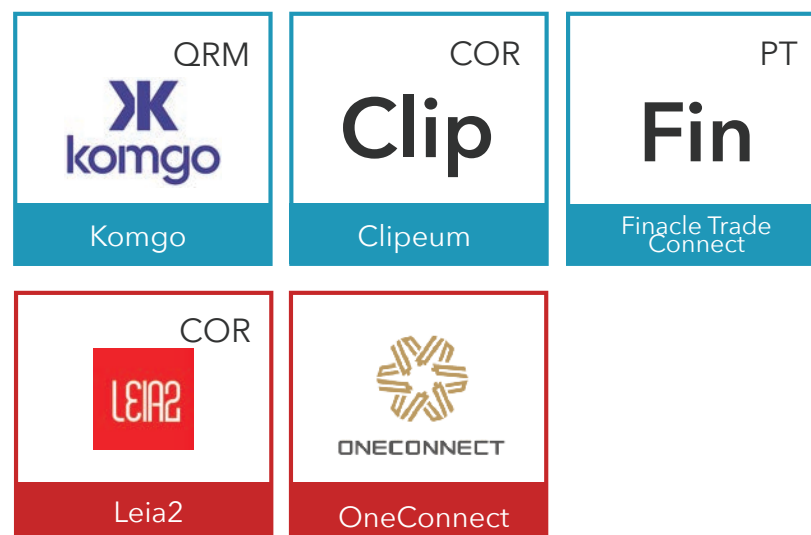 QRM
komgo
Komgo
COR
Clip
Clipeum
PT
Fin
Finacle Trade
Connect
COR
LEIA2
Leia2
ONECONNECT
OneConnect